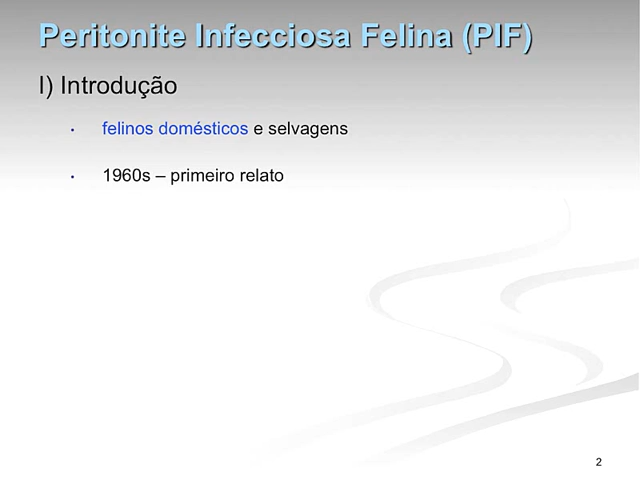 Peritonite Infecciosa Felina (PIF)
I) Introdução
• felinos domésticos e selvagens
• 1960s – primeiro relato
2